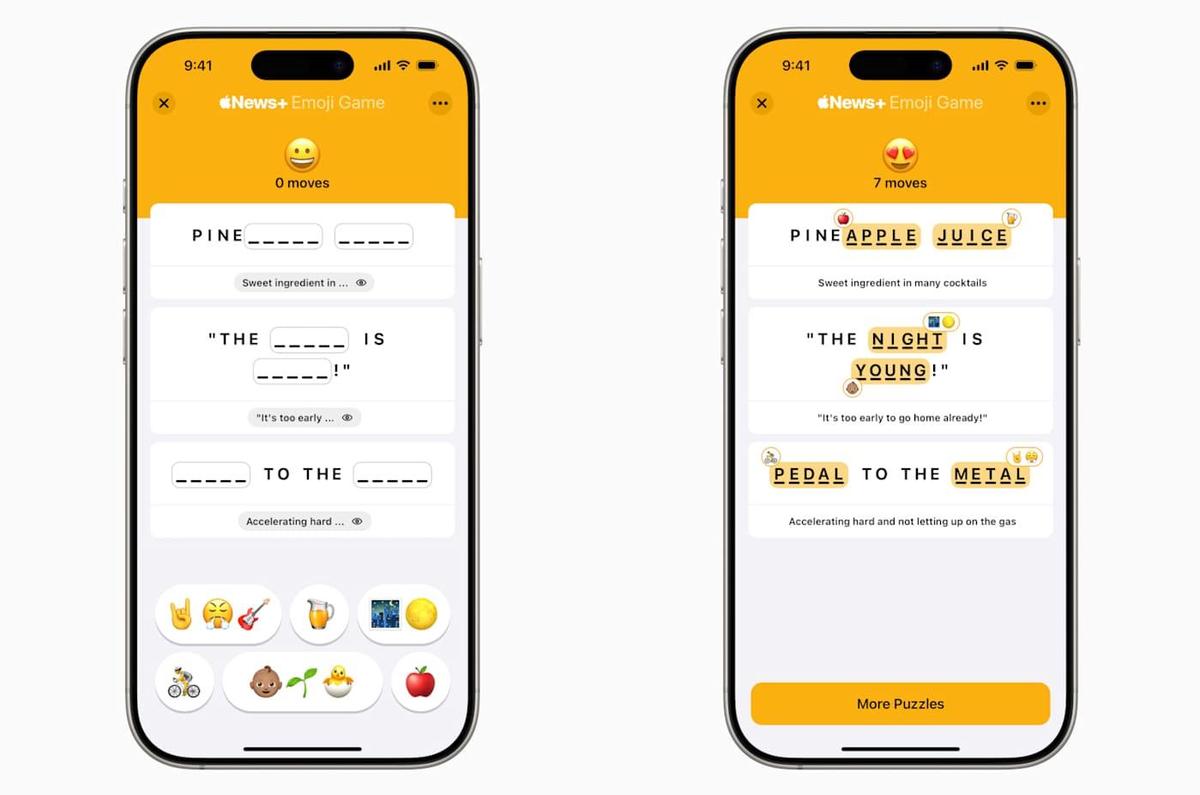 9:41
News+ Emoji Game
0 moves
PINE_____ _____
Sweet ingredient in ...
"THE _____ IS
_____!"
"It's too early ...
_____ TO THE _____
Accelerating hard ...
9:41
News+ Emoji Game
7 moves
PINEAPPLE JUICE
Sweet ingredient in many cocktails
"THE NIGHT IS
YOUNG!"
"It's too early to go home already!"
PEDAL TO THE METAL
Accelerating hard and not letting up on the gas
More Puzzles